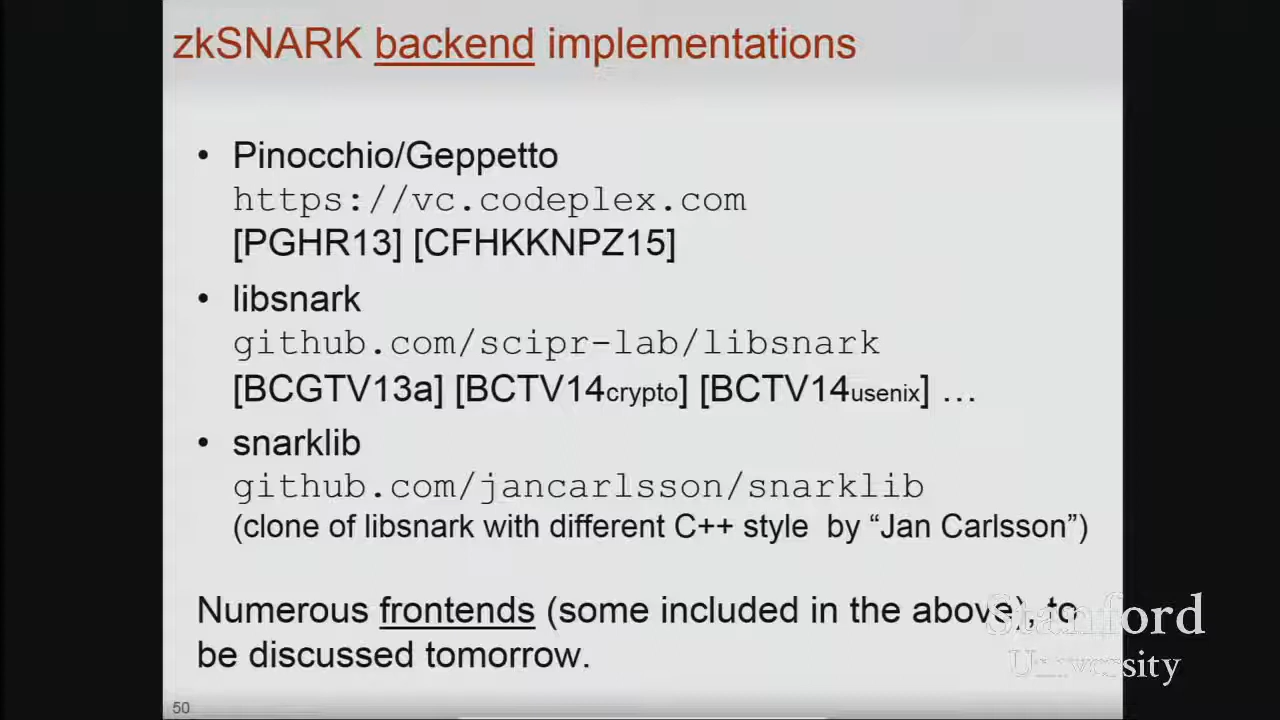 zkSNARK backend implementations
• Pinocchio/Geppetto
https://vc.codeplex.com
[PGHR13] [CFHKKNPZ15]
• libsnark
github.com/scipr-lab/libsnark
[BCGTV13a] [BCTV14crypto] [BCTV14usenix] …
• snarklib
github.com/jancarlsson/snarklib
(clone of libsnark with different C++ style by “Jan Carlsson”)
Numerous frontends (some included in the above), to
be discussed tomorrow.
Stanford
University
50